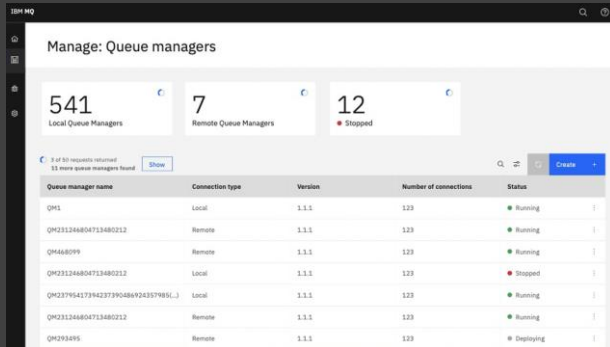 IBM MQ
Manage: Queue managers
541
Local Queue Managers
7
Remote Queue Managers
12
Stopped
3 of 50 requests returned
11 more queue managers found
Show
Create +
Queue manager name Connection type Version Number of connections Status
QM1 Local 1.1.1 123 Running
QM231246804713480212 Remote 1.1.1 123 Running
QM468099 Remote 1.1.1 123 Running
QM231246804713480212 Local 1.1.1 123 Stopped
QM23795417394237390486924357985(...) Local 1.1.1 123 Running
QM231246804713480212 Remote 1.1.1 123 Running
QM293495 Remote 1.1.1 123 Deploying